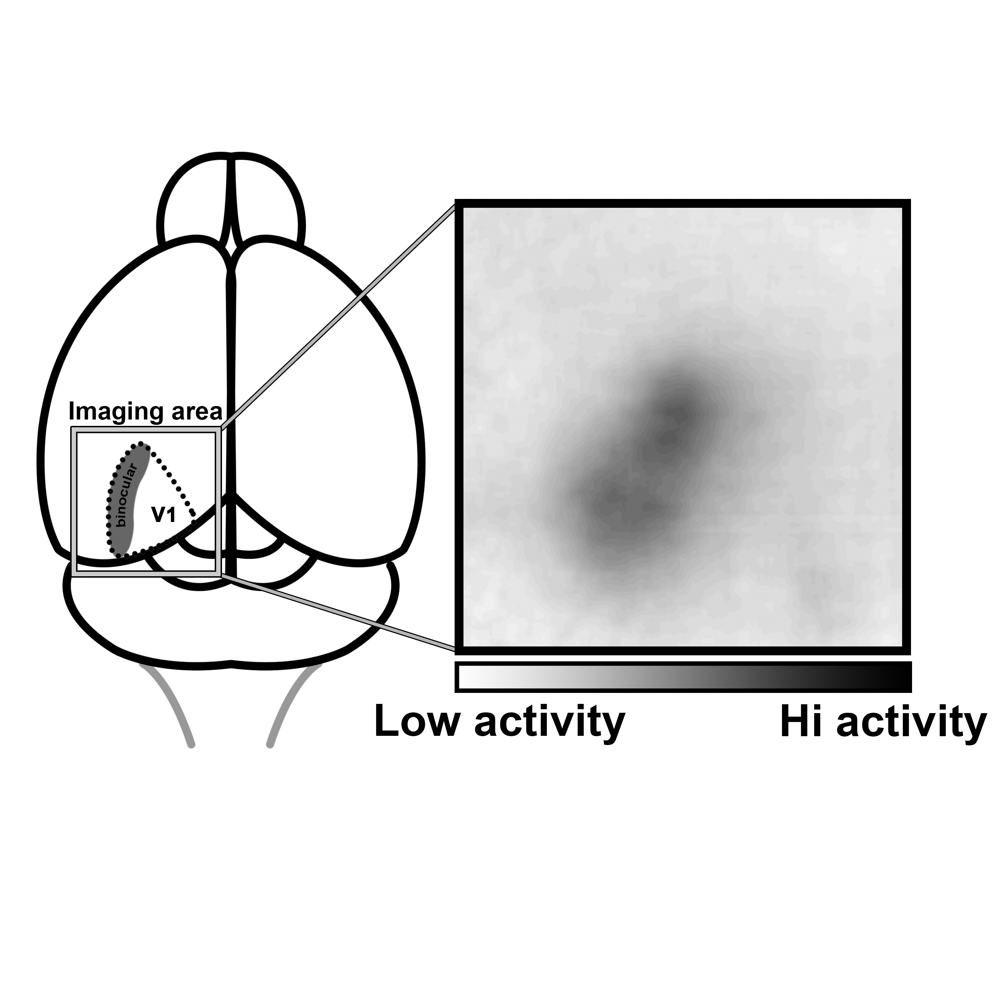 Imaging area
binocular
V1
Low activity
Hi activity